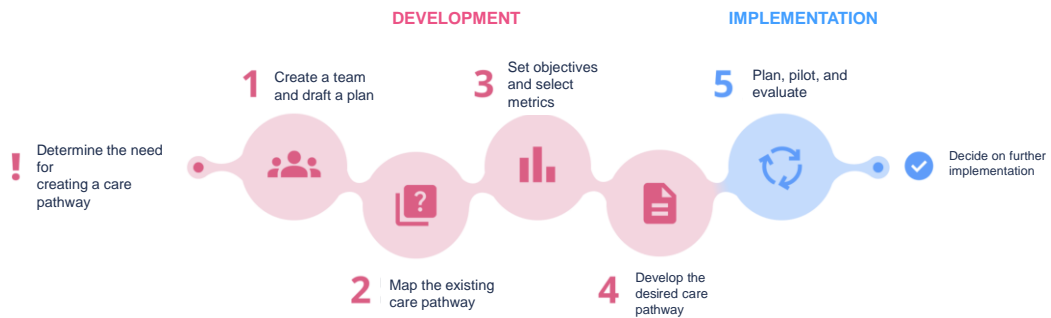 DEVELOPMENT
IMPLEMENTATION
!
Determine the need
for
creating a care
pathway
1
Create a team
and draft a plan
2
Map the existing
care pathway
3
Set objectives
and select
metrics
4
Develop the
desired care
pathway
5
Plan, pilot, and
evaluate
Decide on further
implementation
?